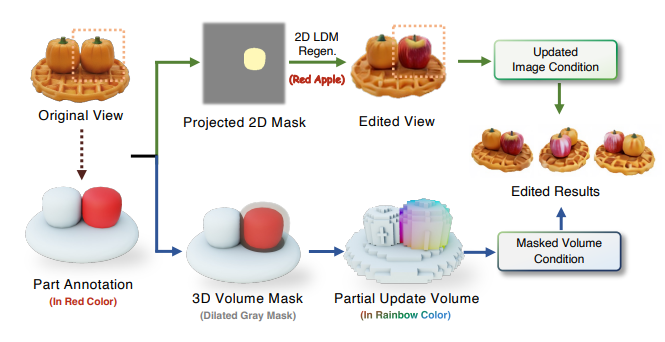 Original View
Part Annotation
(In Red Color)
Projected 2D Mask
2D LDM
Regen.
(Red Apple)
Edited View
Updated
Image Condition
Edited Results
3D Volume Mask
(Dilated Gray Mask)
Partial Update Volume
(In Rainbow Color)
Masked Volume
Condition